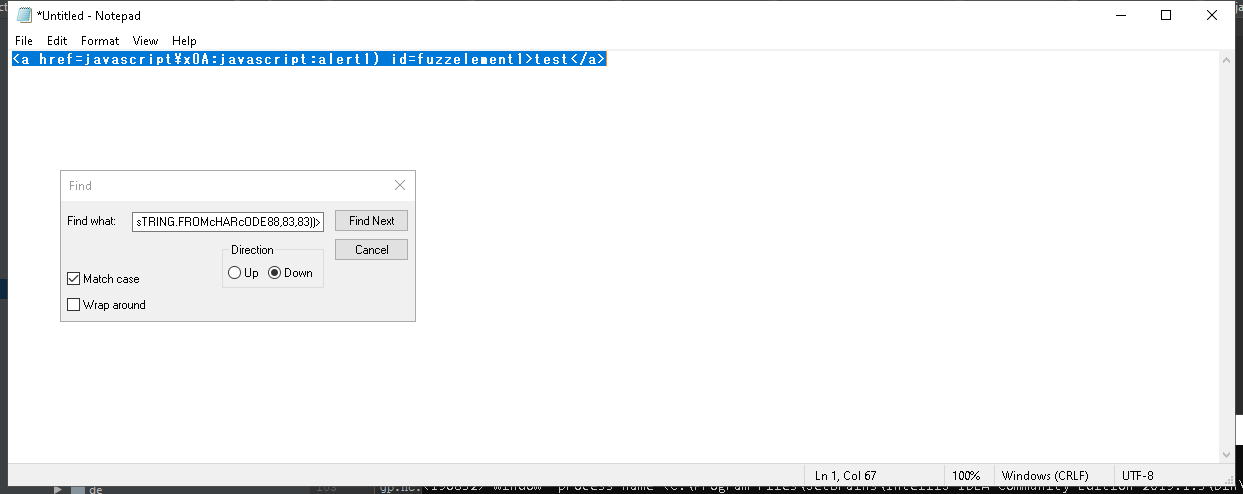 *Untitled - Notepad
File Edit Format View Help
<a href=javascript¥x0A:javascript:alert1) id=fuzzelement1>test</a>
Find
Find what: sTRING.FROMcHARcODE88,83,83))> Find Next
Direction Cancel
Up Down
Match case
Wrap around
Ln 1, Col 67 100% Windows (CRLF) UTF-8
de